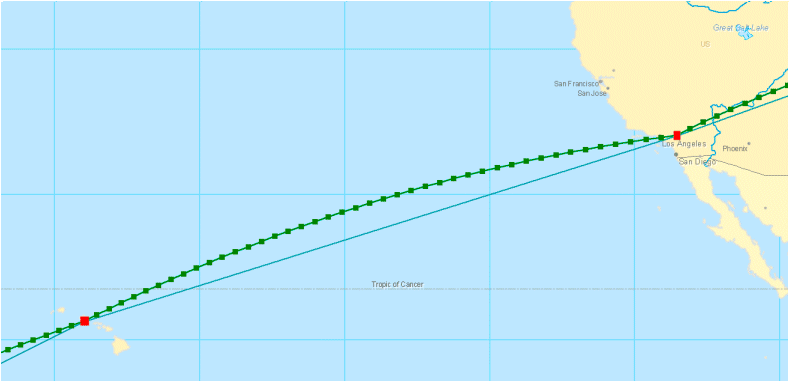 Great Salt Lake
US
San Francisco
San Jose
Los Angeles
Phoenix
San Diego
Tropic of Cancer